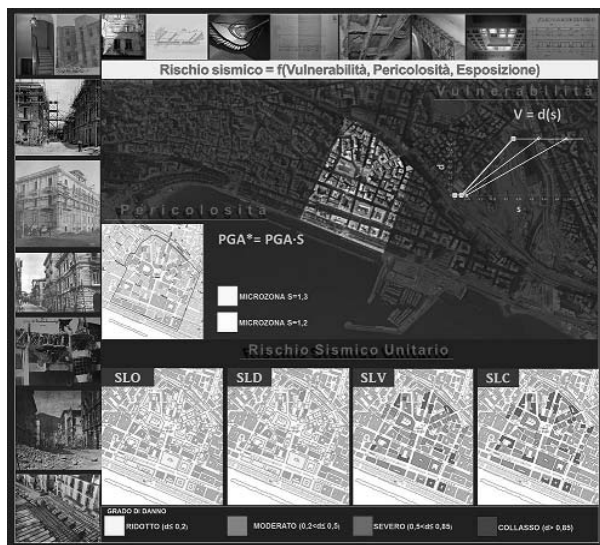 Rischio sismico = f(Vulnerabilità, Pericolosità, Esposizione)
Vulnerabilità
V = d(s)
d
s
Pericolosità
PGA*= PGA·S
MICROZONA S=1,3
MICROZONA S=1,2
Rischio Sismico Unitario
SLO
SLD
SLV
SLC
GRADO DI DANNO
RIDOTTO (d≤ 0,2)
MODERATO (0,2<d≤ 0,5)
SEVERO (0,5<d≤ 0,85)
COLLASSO (d> 0,85)